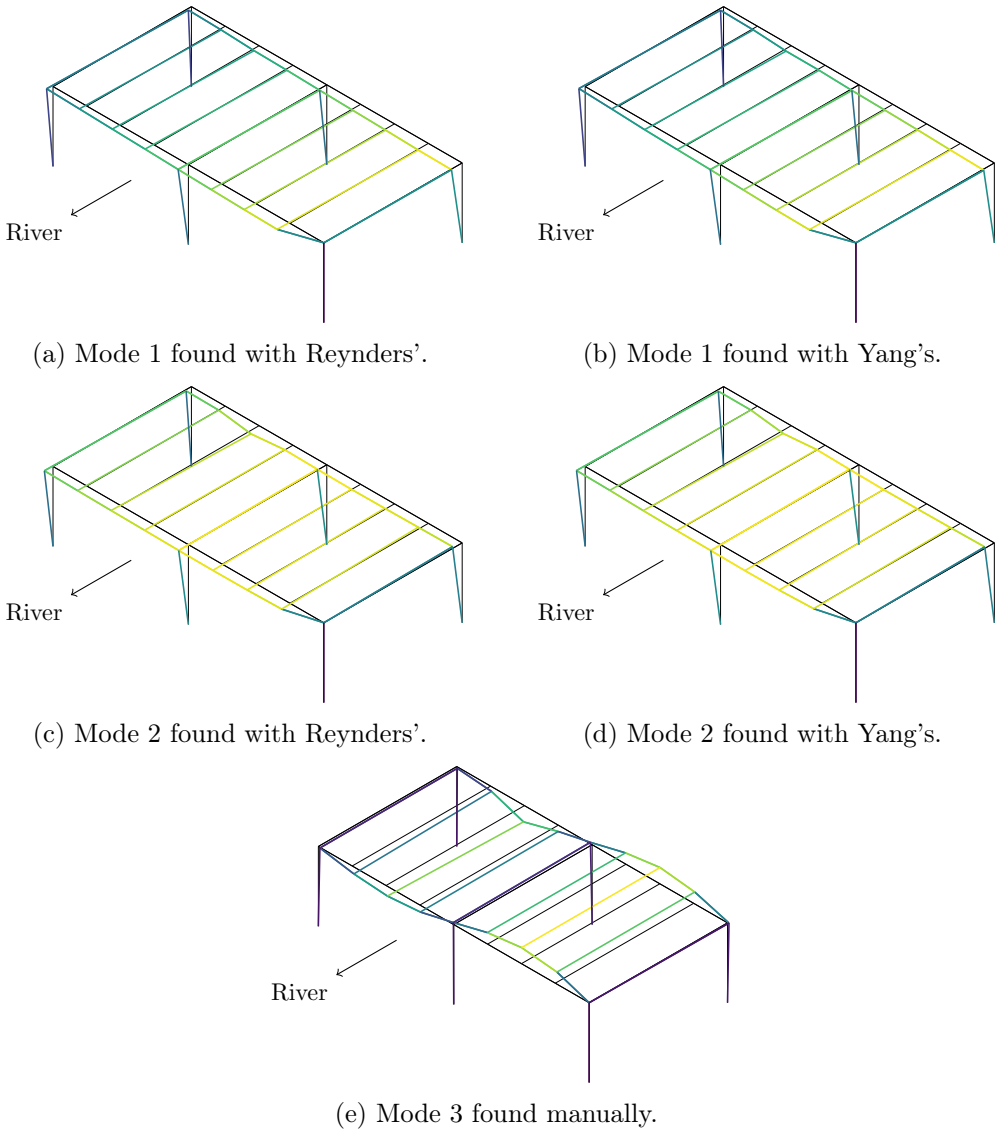 River
River
(a) Mode 1 found with Reynders'.
(b) Mode 1 found with Yang's.
River
River
(c) Mode 2 found with Reynders'.
(d) Mode 2 found with Yang's.
River
(e) Mode 3 found manually.